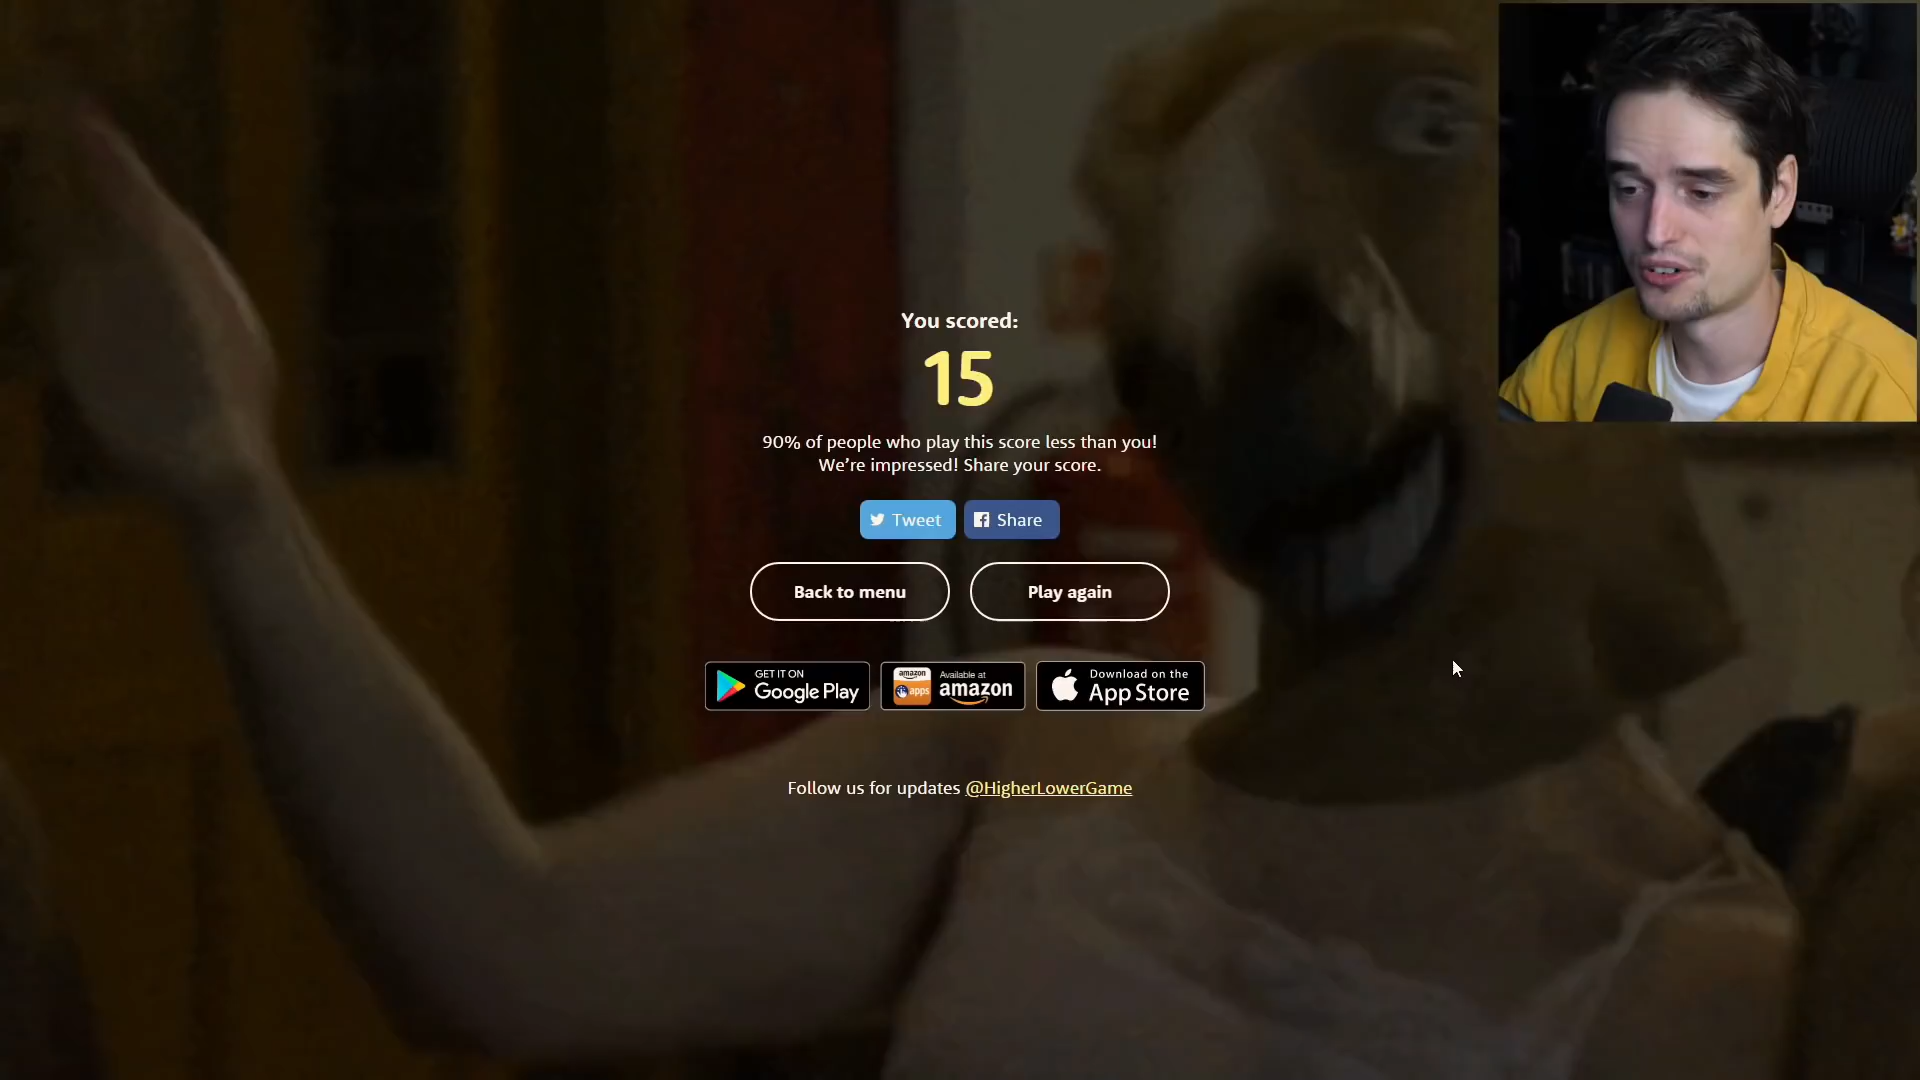 You scored:
15
90% of people who play this score less than you!
We’re impressed! Share your score.
Tweet
Share
Back to menu
Play again
GET IT ON
Google Play
amazon
apps
Available at
amazon
Download on the
App Store
Follow us for updates @HigherLowerGame